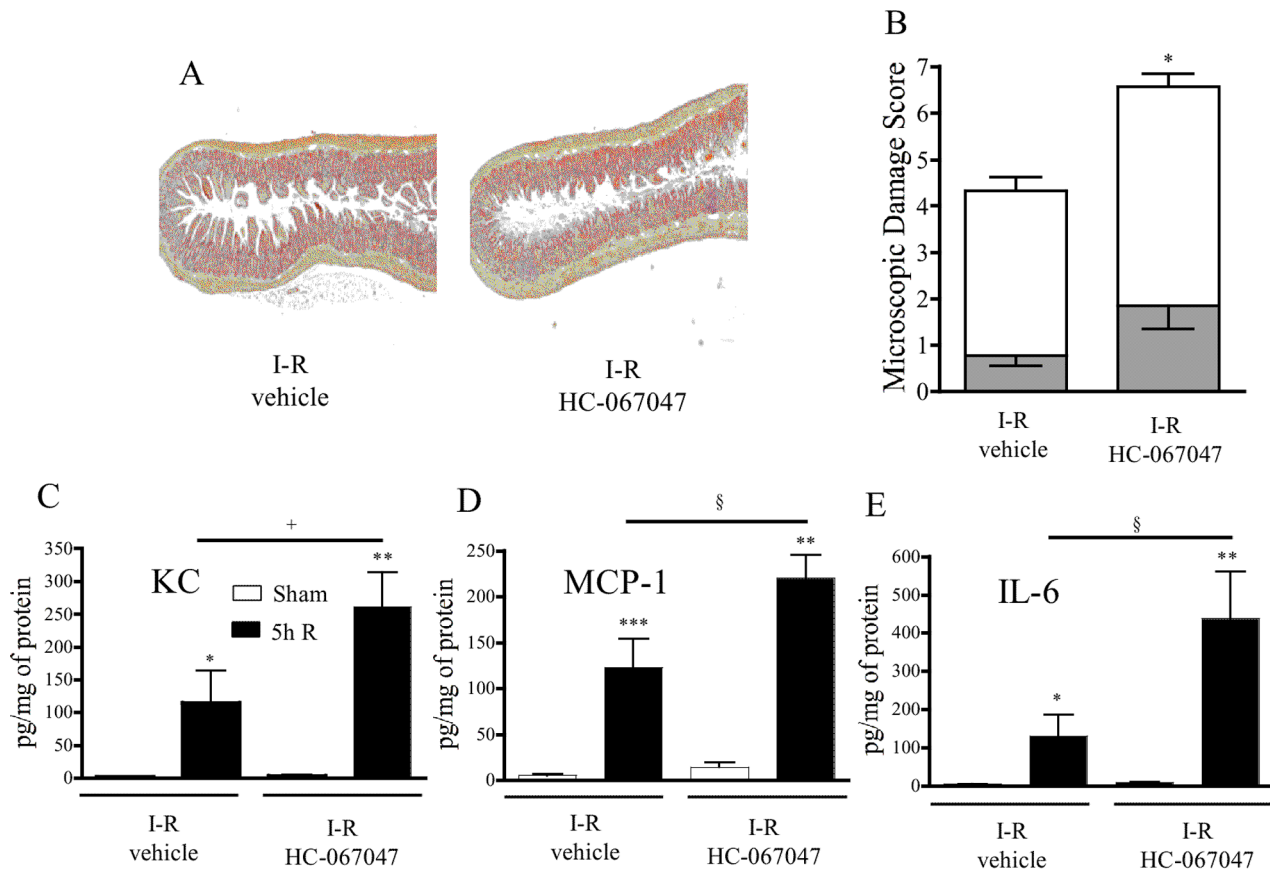 A
I-R
vehicle
I-R
HC-067047
B
*
Microscopic Damage Score
7
6
5
4
3
2
1
0
I-R
vehicle
I-R
HC-067047
C
+
**
*
KC
Sham
5h R
pg/mg of protein
350
300
250
200
150
100
50
0
I-R
vehicle
I-R
HC-067047
D
§
**
***
MCP-1
pg/mg of protein
250
200
150
100
50
0
I-R
vehicle
I-R
HC-067047
E
§
**
*
IL-6
pg/mg of protein
600
500
400
300
200
100
0
I-R
vehicle
I-R
HC-067047